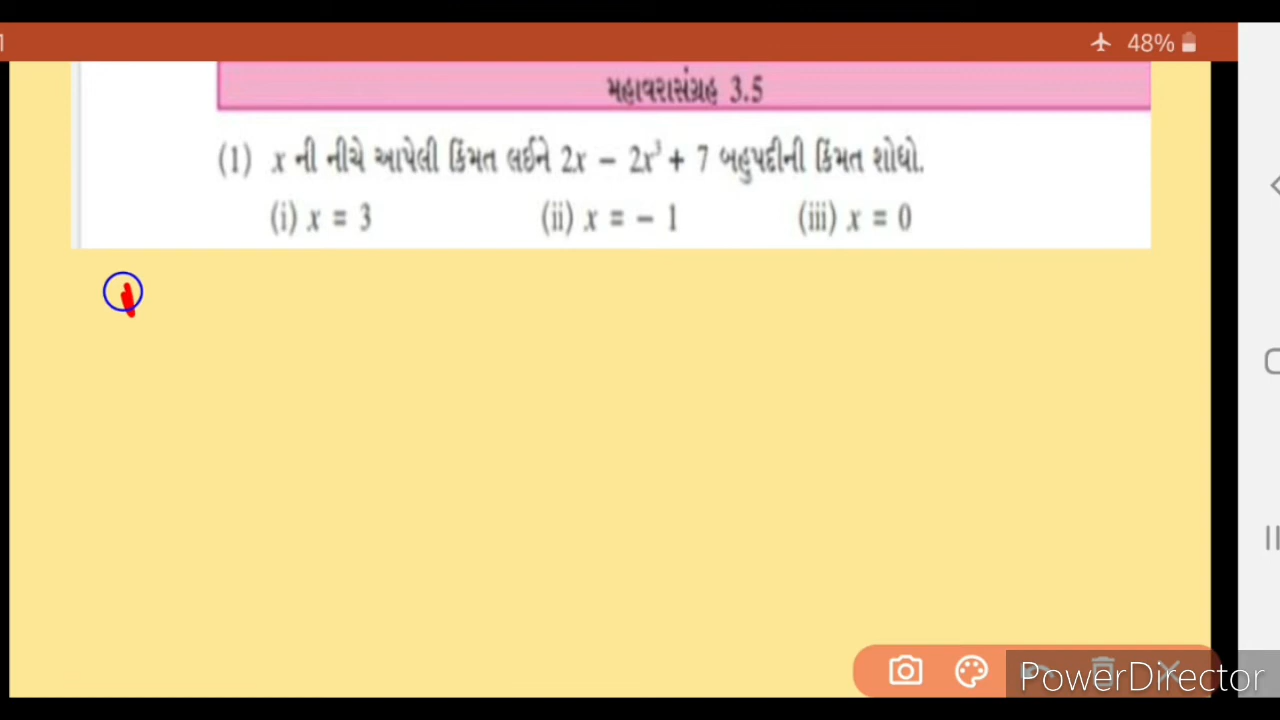 48%
મહાવરાસંગ્રહ 3.5
(1) x ની નીચે આપેલી કિંમત લઈને 2x − 2x³ + 7 બહુપદીની કિંમત શોધો.
(i) x = 3 (ii) x = − 1 (iii) x = 0
PowerDirector